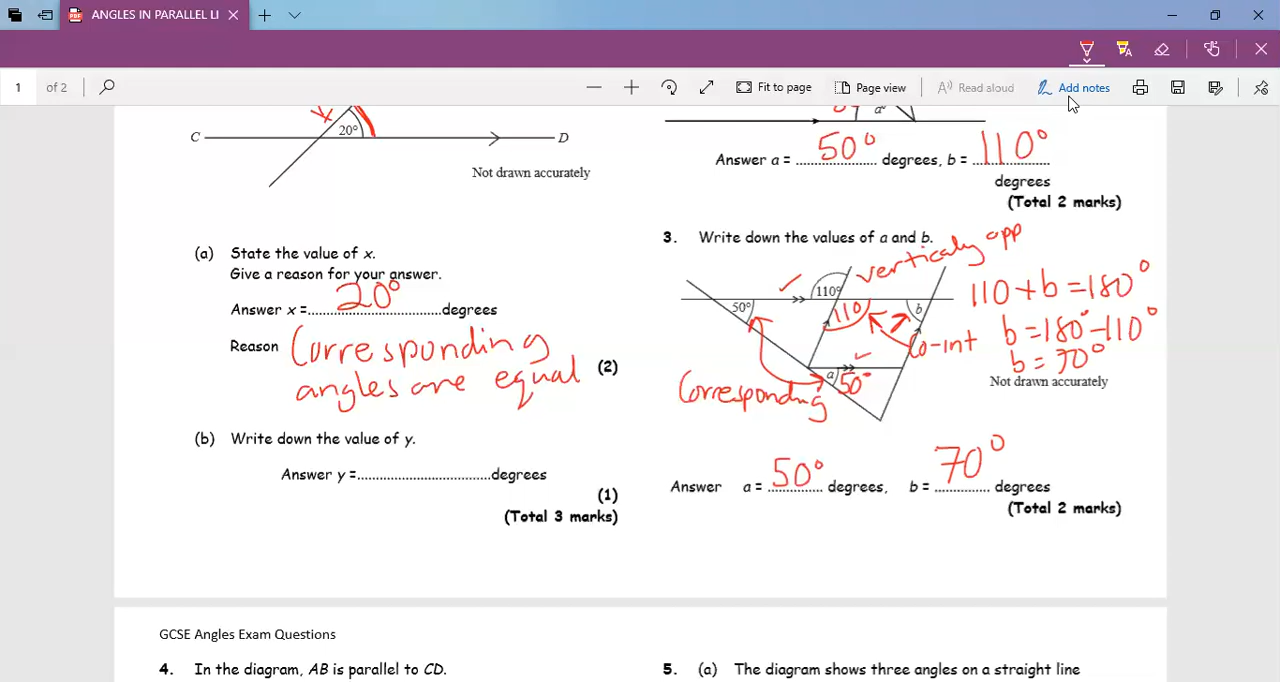 ANGLES IN PARALLEL LI
1 of 2
Fit to page
Page view
Read aloud
Add notes
C
20°
D
Not drawn accurately
(a) State the value of x.
Give a reason for your answer.
Answer x = 20° degrees
Reason Corresponding
angles are equal
(2)
(b) Write down the value of y.
Answer y =.................................degrees
(1)
(Total 3 marks)
a°
Answer a = 50° degrees, b = 110°
degrees
(Total 2 marks)
3. Write down the values of a and b.
verticaly opp
110°
50°
110
b
Co-int
a
50°
Corresponding
110 + b = 180°
b = 180° - 110°
b = 70°
Not drawn accurately
Answer a = 50° degrees, b = 70° degrees
(Total 2 marks)
GCSE Angles Exam Questions
4. In the diagram, AB is parallel to CD.
5. (a) The diagram shows three angles on a straight line